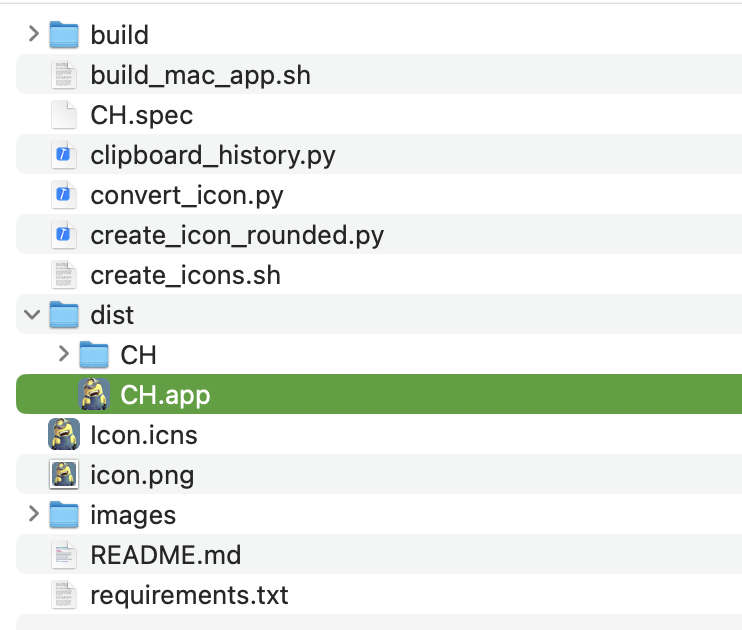 build
build_mac_app.sh
CH.spec
clipboard_history.py
convert_icon.py
create_icon_rounded.py
create_icons.sh
dist
CH
CH.app
Icon.icns
icon.png
images
README.md
requirements.txt